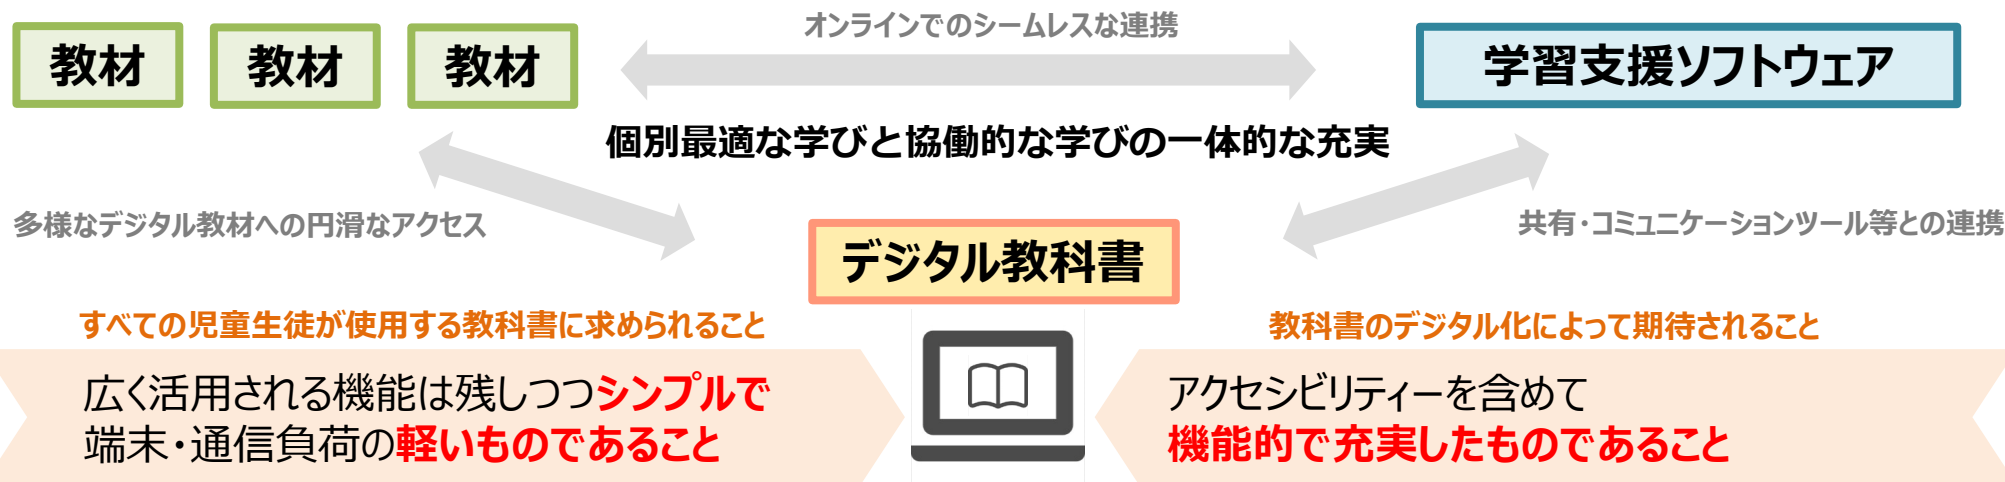 オンラインでのシームレスな連携
教材
教材
教材
学習支援ソフトウェア
個別最適な学びと協働的な学びの一体的な充実
多様なデジタル教材への円滑なアクセス
共有・コミュニケーションツール等との連携
デジタル教科書
すべての児童生徒が使用する教科書に求められること
広く活用される機能は残しつつシンプルで
端末・通信負荷の軽いものであること
教科書のデジタル化によって期待されること
アクセシビリティーを含めて
機能的で充実したものであること